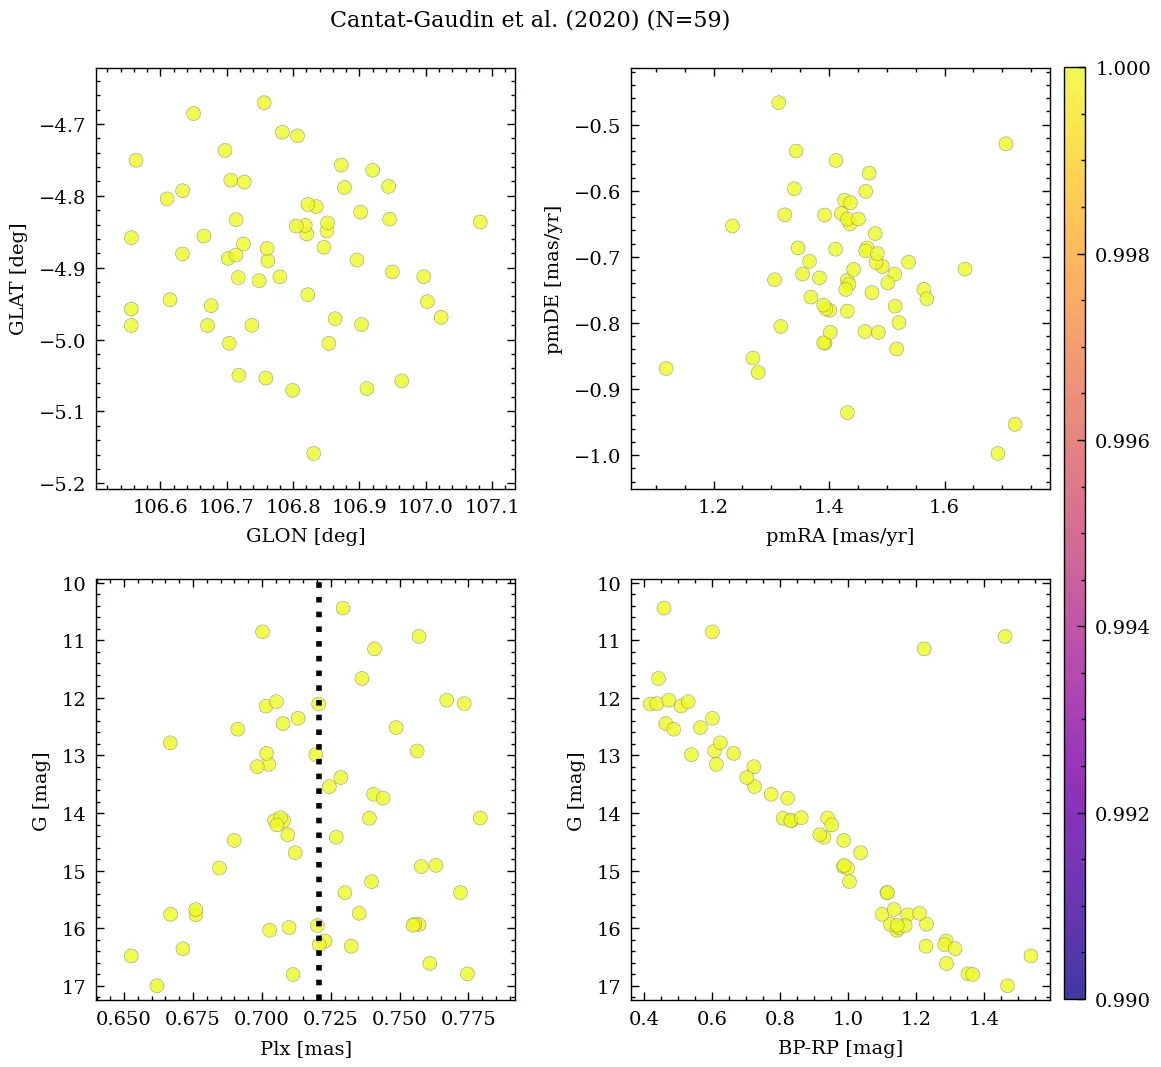 Cantat-Gaudin et al. (2020) (N=59)
−4.7
−4.8
−4.9
−5.0
−5.1
−5.2
GLAT [deg]
106.6 106.7 106.8 106.9 107.0 107.1
GLON [deg]
−0.5
−0.6
−0.7
−0.8
−0.9
−1.0
pmDE [mas/yr]
1.2 1.4 1.6
pmRA [mas/yr]
1.000
0.998
0.996
0.994
0.992
0.990
10
11
12
13
14
15
16
17
G [mag]
0.650 0.675 0.700 0.725 0.750 0.775
Plx [mas]
10
11
12
13
14
15
16
17
G [mag]
0.4 0.6 0.8 1.0 1.2 1.4
BP-RP [mag]